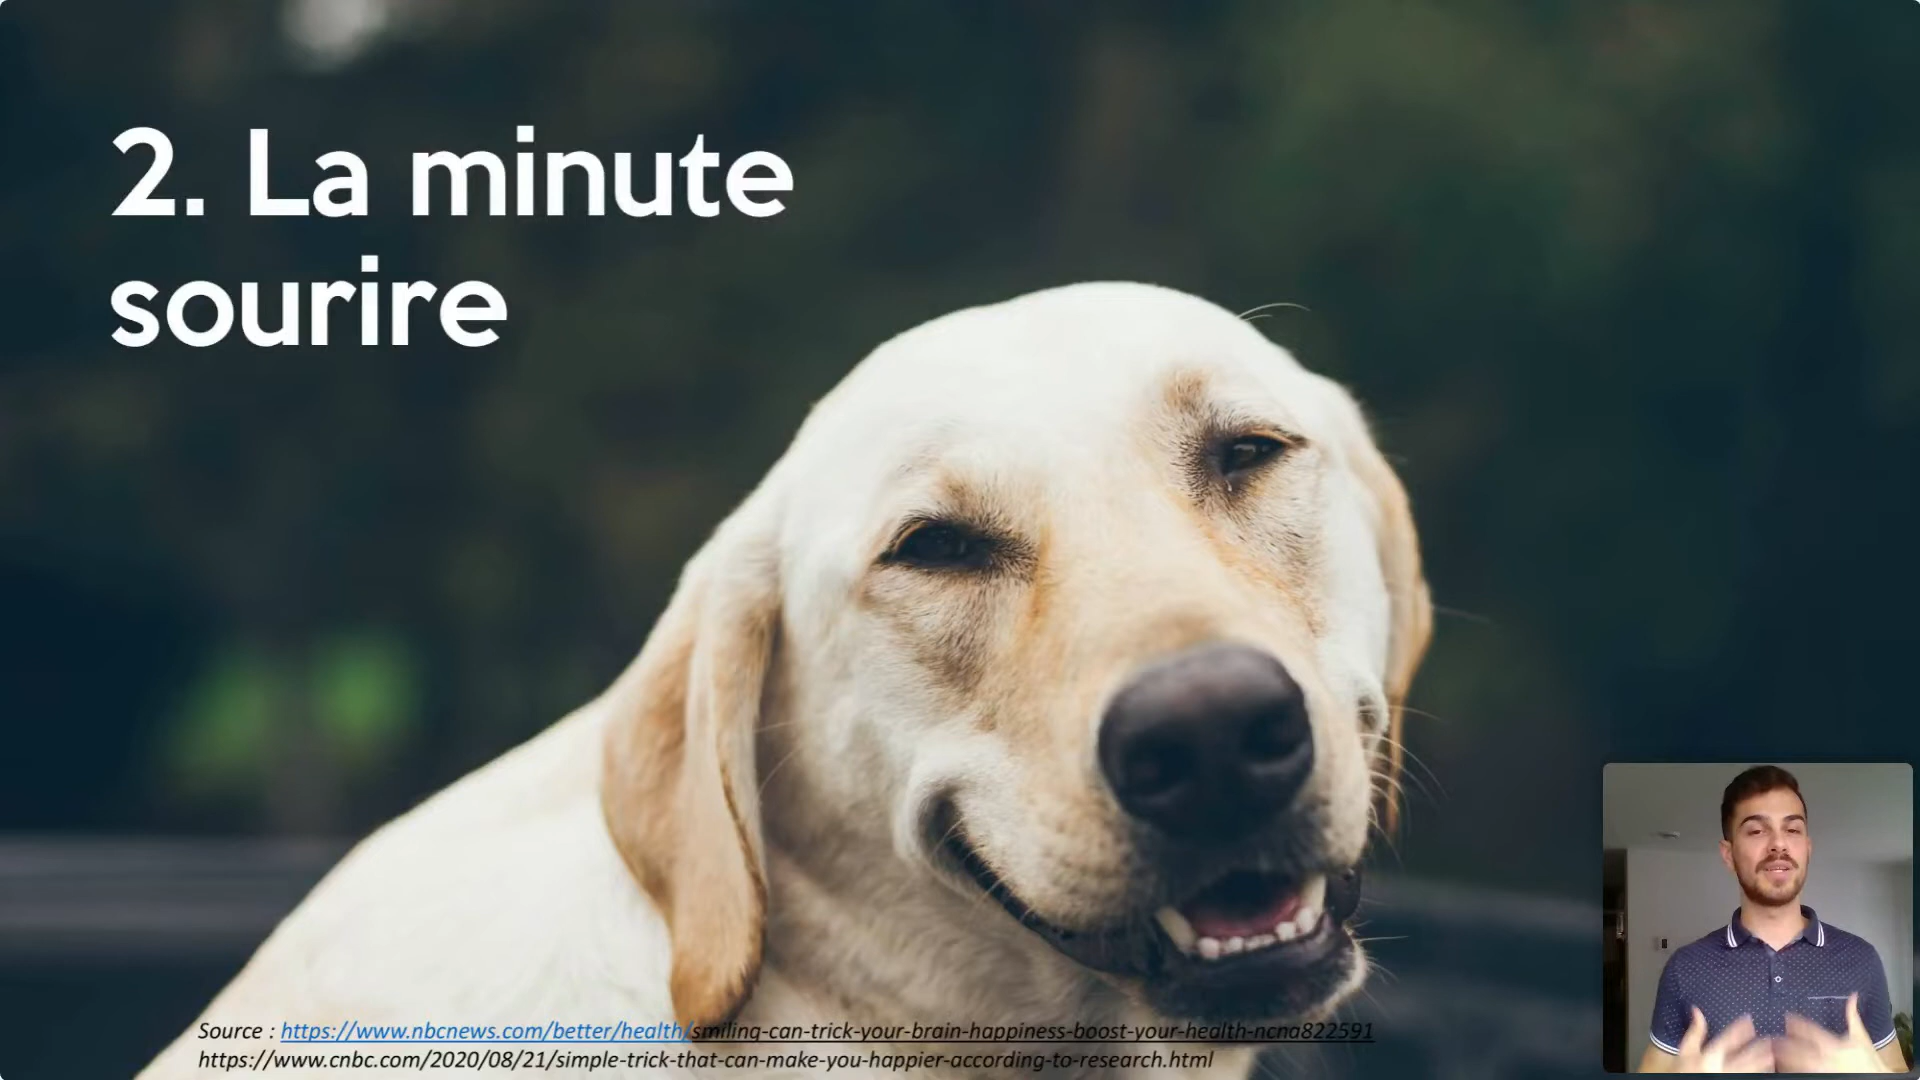 2. La minute
sourire
Source : https://www.nbcnews.com/better/health/smiling-can-trick-your-brain-happiness-boost-your-health-ncna822591
https://www.cnbc.com/2020/08/21/simple-trick-that-can-make-you-happier-according-to-research.html